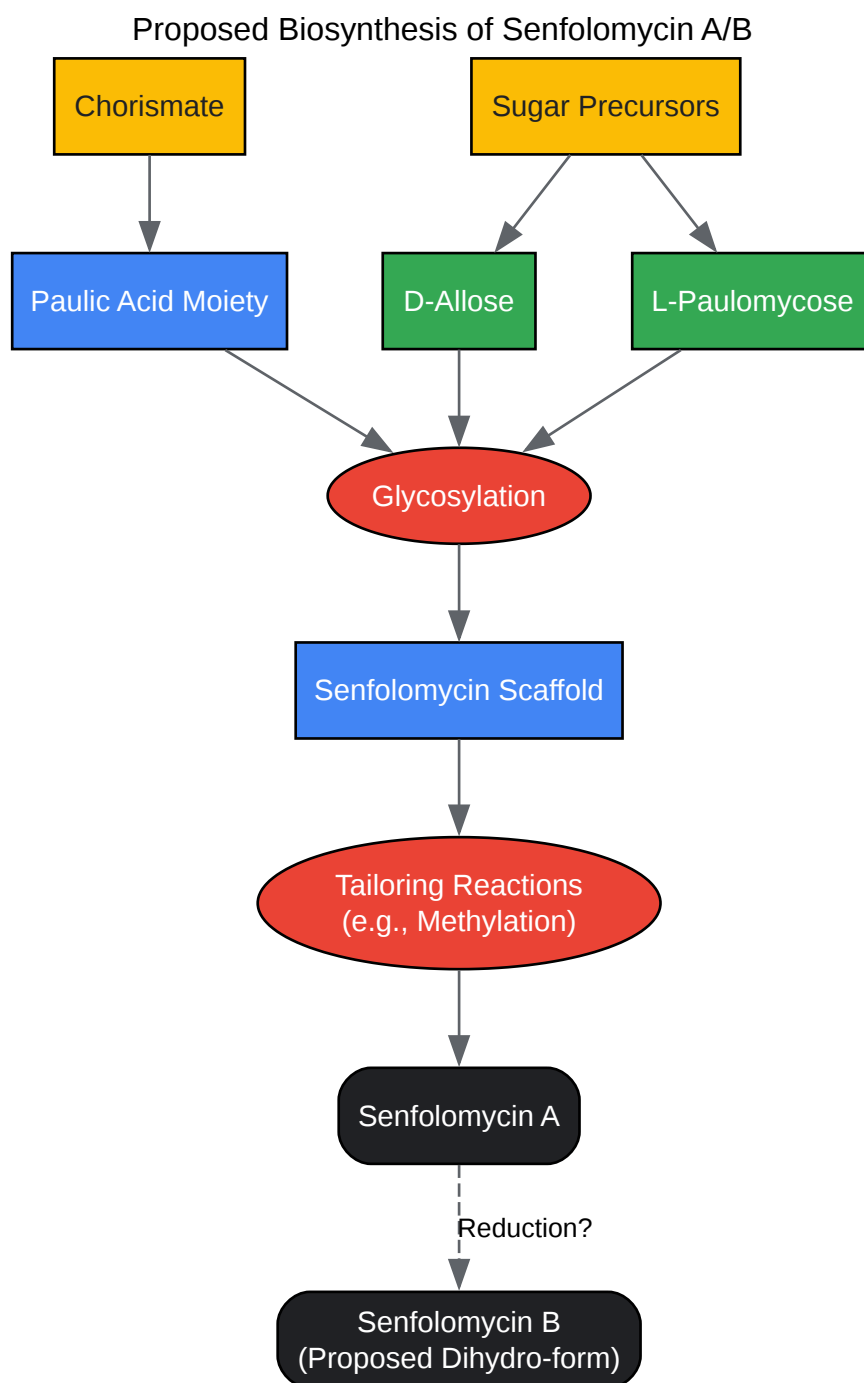 Proposed Biosynthesis of Senfolomycin A/B
Chorismate
Sugar Precursors
Paulic Acid Moiety
D-Allose
L-Paulomycose
Glycosylation
Senfolomycin Scaffold
Tailoring Reactions
(e.g., Methylation)
Senfolomycin A
Reduction?
Senfolomycin B
(Proposed Dihydro-form)